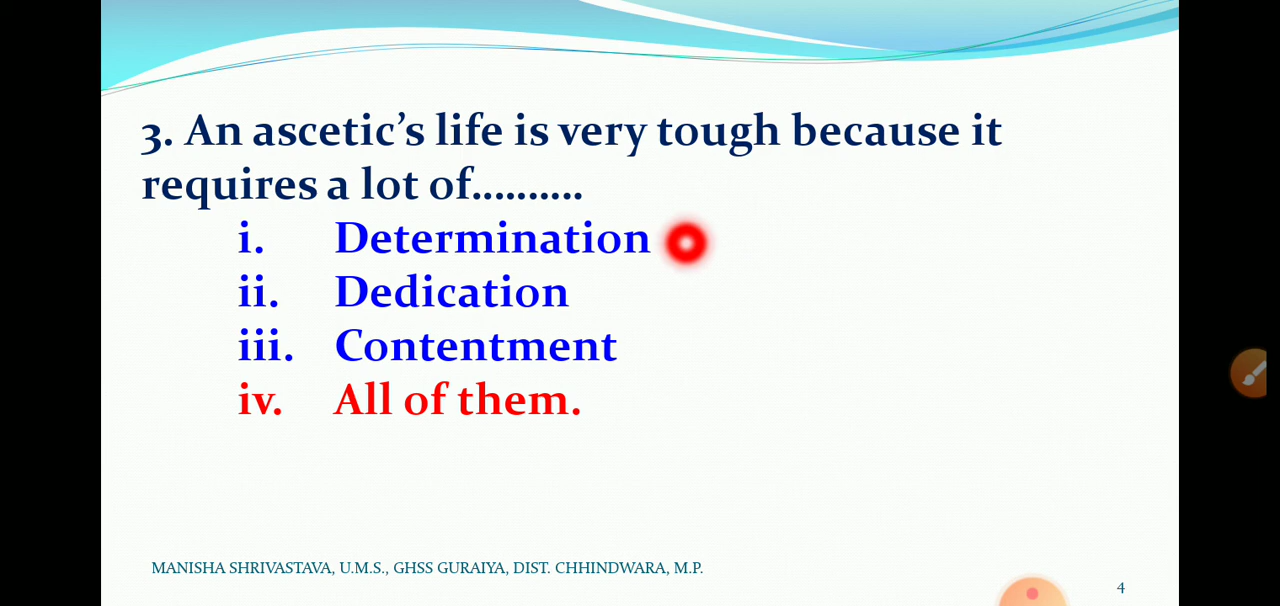 3. An ascetic’s life is very tough because it
requires a lot of..........
i. Determination
ii. Dedication
iii. Contentment
iv. All of them.
MANISHA SHRIVASTAVA, U.M.S., GHSS GURAIYA, DIST. CHHINDWARA, M.P.
4